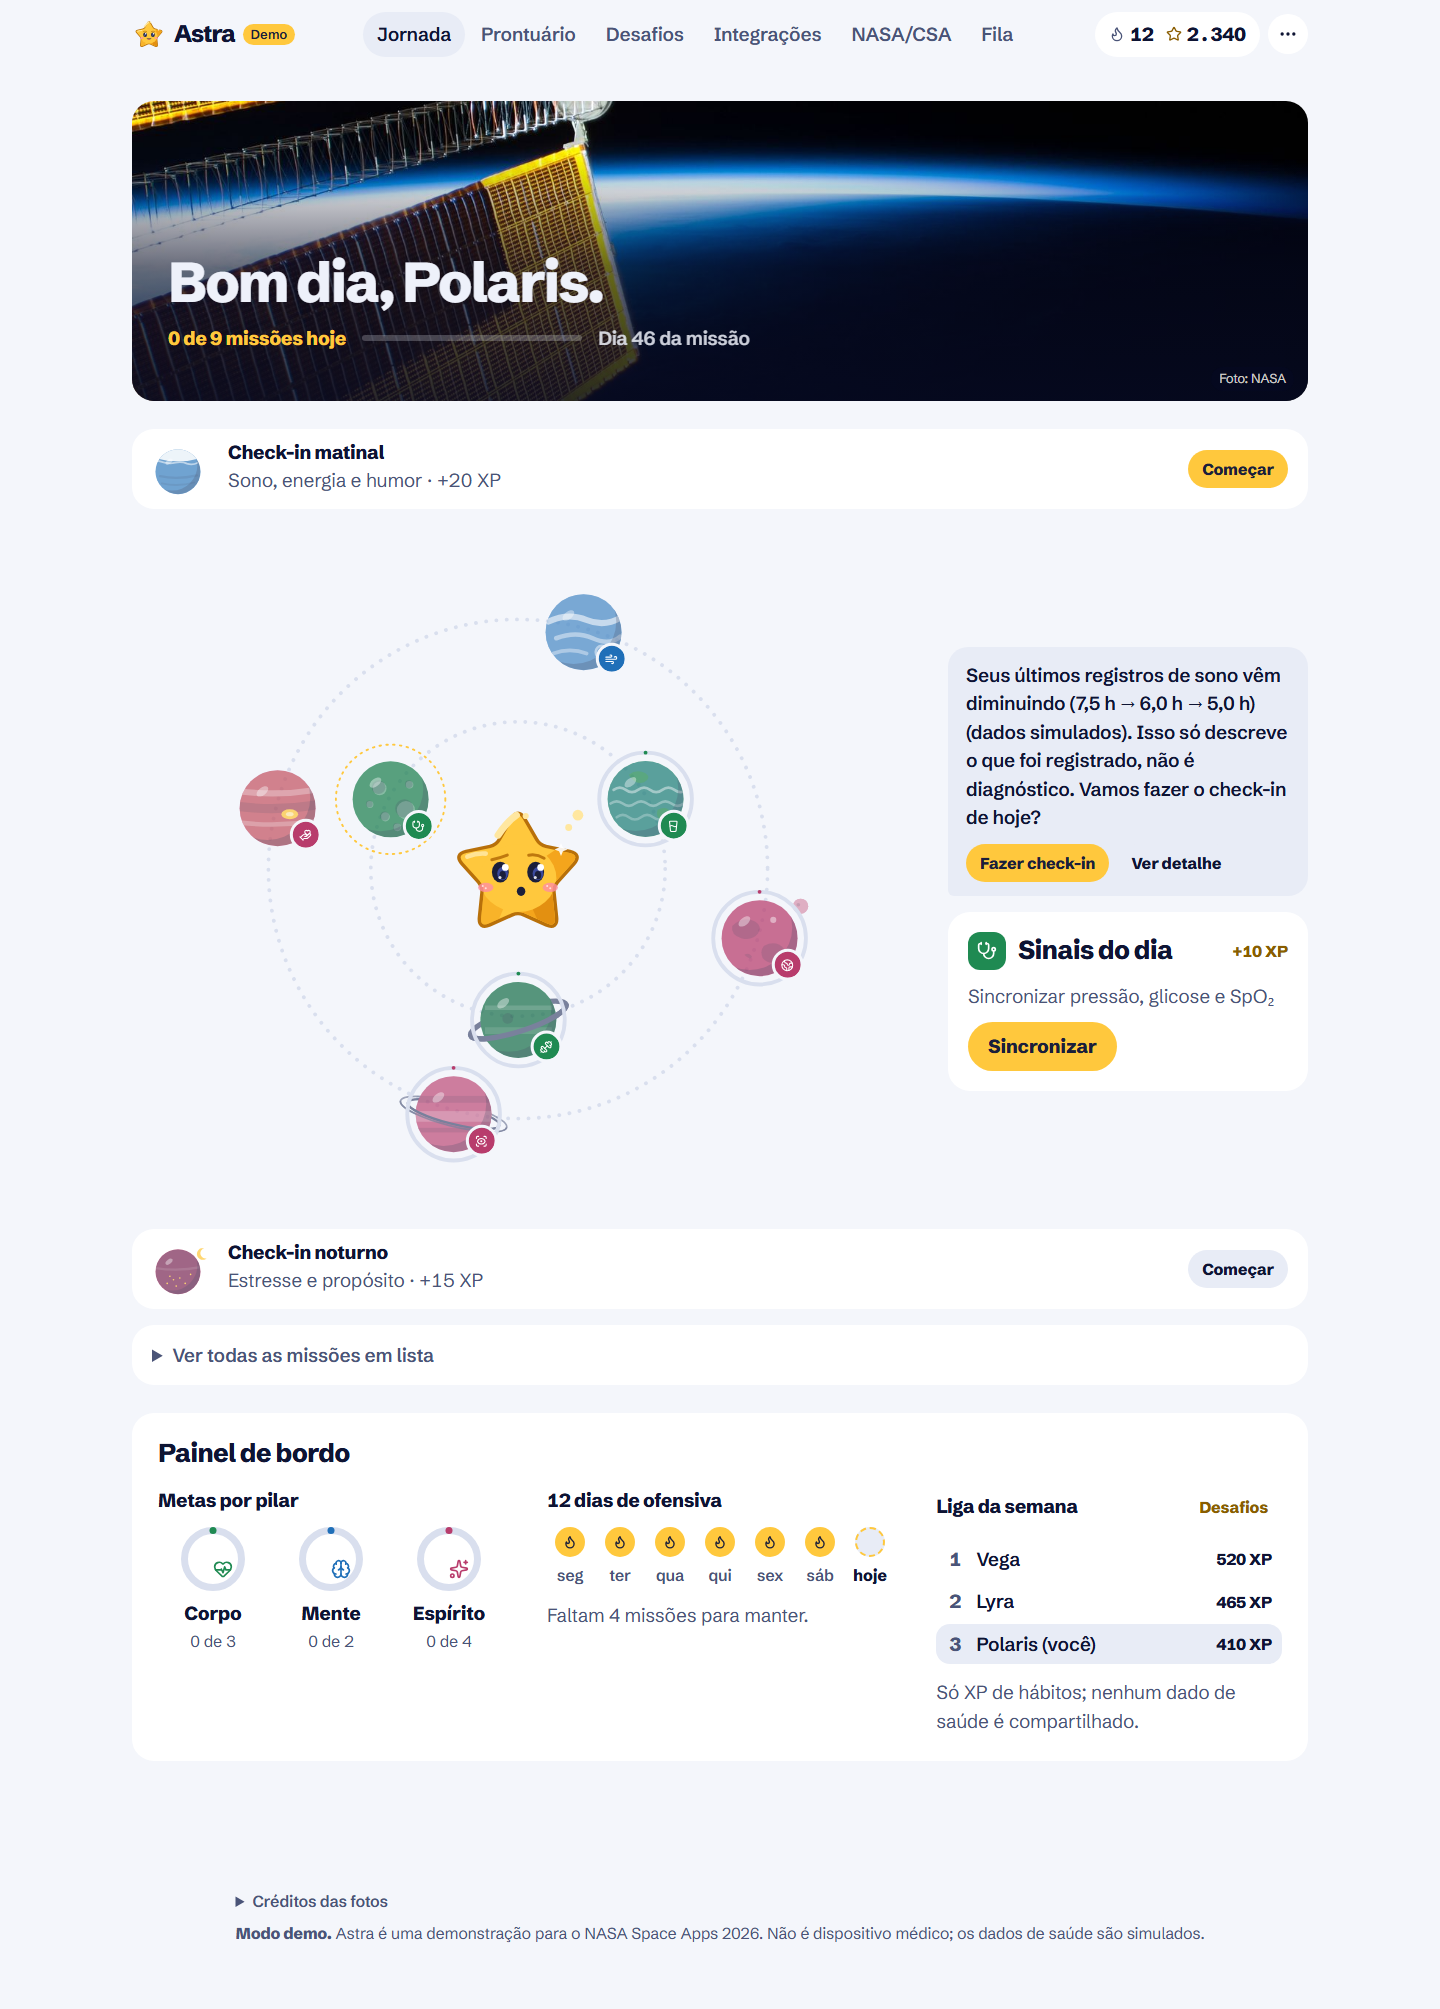 Astra Demo Jornada Prontuário Desafios Integrações NASA/CSA Fila 12 2.340
Bom dia, Polaris.
0 de 9 missões hoje Dia 46 da missão
Foto: NASA
Check-in matinal
Sono, energia e humor · +20 XP
Começar
Seus últimos registros de sono vêm
diminuindo (7,5 h → 6,0 h → 5,0 h)
(dados simulados). Isso só descreve
o que foi registrado, não é
diagnóstico. Vamos fazer o check-in
de hoje?
Fazer check-in Ver detalhe
Sinais do dia +10 XP
Sincronizar pressão, glicose e SpO₂
Sincronizar
Check-in noturno
Estresse e propósito · +15 XP
Começar
Ver todas as missões em lista
Painel de bordo
Metas por pilar
Corpo Mente Espírito
0 de 3 0 de 2 0 de 4
12 dias de ofensiva
seg ter qua qui sex sáb hoje
Faltam 4 missões para manter.
Liga da semana Desafios
1 Vega 520 XP
2 Lyra 465 XP
3 Polaris (você) 410 XP
Só XP de hábitos; nenhum dado de
saúde é compartilhado.
Créditos das fotos
Modo demo. Astra é uma demonstração para o NASA Space Apps 2026. Não é dispositivo médico; os dados de saúde são simulados.